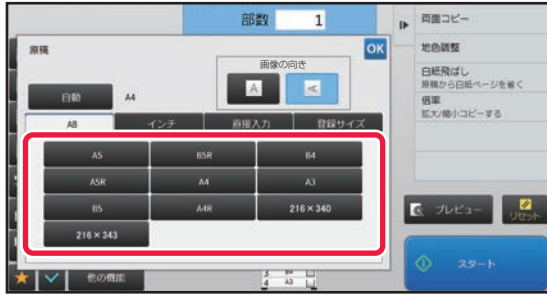 部数 1
原稿
OK
画像の向き
A A
自動 A4
AB インチ 直接入力 登録サイズ
A5 B5R B4
A5R A4 A3
B5 A4R 216×340
216×343
他の機能
4 A3
両面コピー
地色調整
白紙飛ばし
原稿から白紙ページを省く
倍率
拡大/縮小コピーする
プレビュー
リセット
スタート